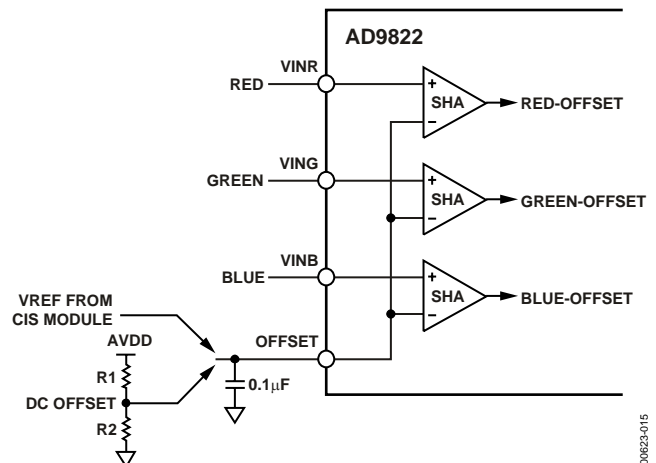 AD9822
VINR
RED
SHA
+
−
RED-OFFSET
VING
GREEN
SHA
+
−
GREEN-OFFSET
VINB
BLUE
SHA
+
−
BLUE-OFFSET
VREF FROM
CIS MODULE
AVDD
R1
DC OFFSET
R2
OFFSET
0.1µF
00623-015